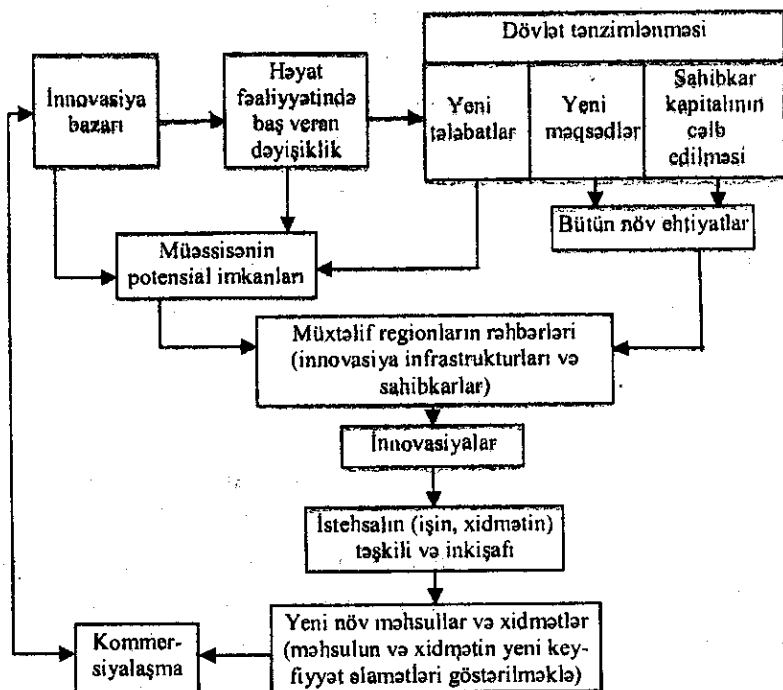 Dövlət tənzimlənməsi
İnnovasiya
bazarı
Həyat
fəaliyyətində
baş verən
dəyişiklik
Yeni
tələbatlar
Yeni
məqsədlər
Sahibkar
kapitalının
cəlb
edilməsi
Bütün növ ehtiyatlar
Müəssisənin
potensial imkanları
Müxtəlif regionların rəhbərləri
(innovasiya infrastrukturları və
sahibkarlar)
İnnovasiyalar
İstehsalın (işin, xidmətin)
təşkili və inkişafı
Yeni növ məhsullar və xidmətlər
(məhsulun və xidmətin yeni key-
fiyyət əlamətləri göstərilməklə)
Kommer-
siyalaşma